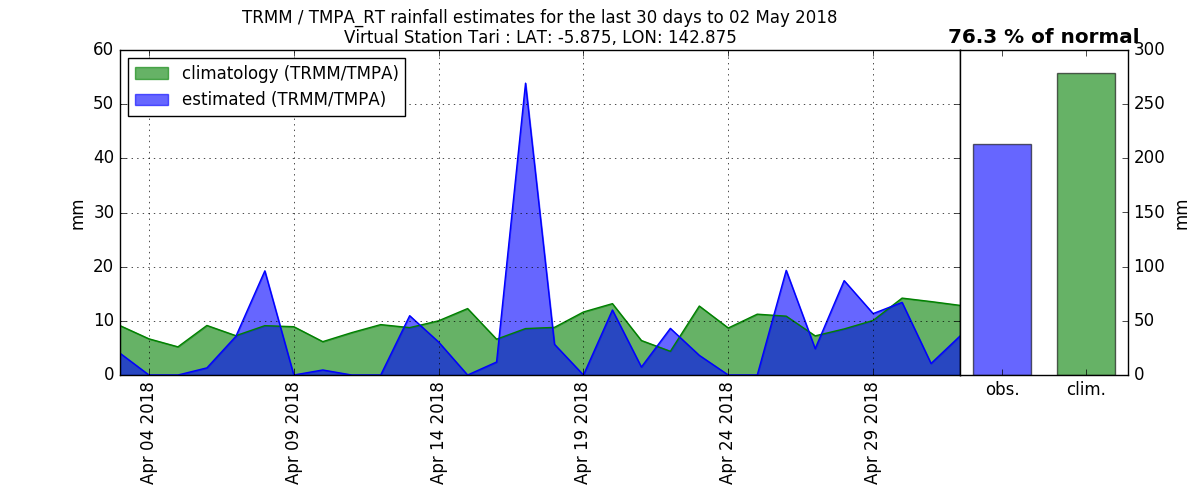 TRMM / TMPA_RT rainfall estimates for the last 30 days to 02 May 2018
Virtual Station Tari : LAT: -5.875, LON: 142.875
76.3 % of normal
climatology (TRMM/TMPA)
estimated (TRMM/TMPA)
60
50
40
30
20
10
0
mm
Apr 04 2018
Apr 09 2018
Apr 14 2018
Apr 19 2018
Apr 24 2018
Apr 29 2018
obs.
clim.
300
250
200
150
100
50
0
mm